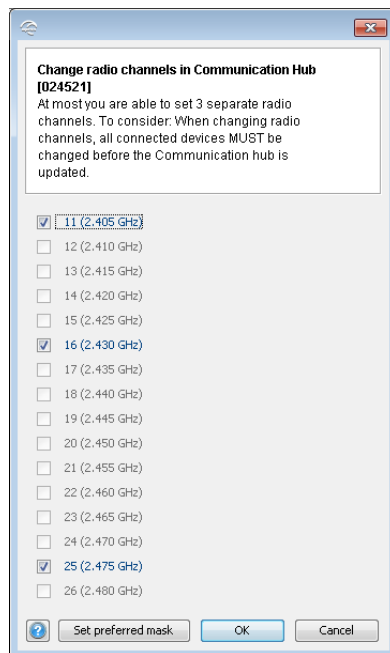 Change radio channels in Communication Hub
[024521]
At most you are able to set 3 separate radio
channels. To consider: When changing radio
channels, all connected devices MUST be
changed before the Communication hub is
updated.
11 (2.405 GHz)
12 (2.410 GHz)
13 (2.415 GHz)
14 (2.420 GHz)
15 (2.425 GHz)
16 (2.430 GHz)
17 (2.435 GHz)
18 (2.440 GHz)
19 (2.445 GHz)
20 (2.450 GHz)
21 (2.455 GHz)
22 (2.460 GHz)
23 (2.465 GHz)
24 (2.470 GHz)
25 (2.475 GHz)
26 (2.480 GHz)
? Set preferred mask OK Cancel